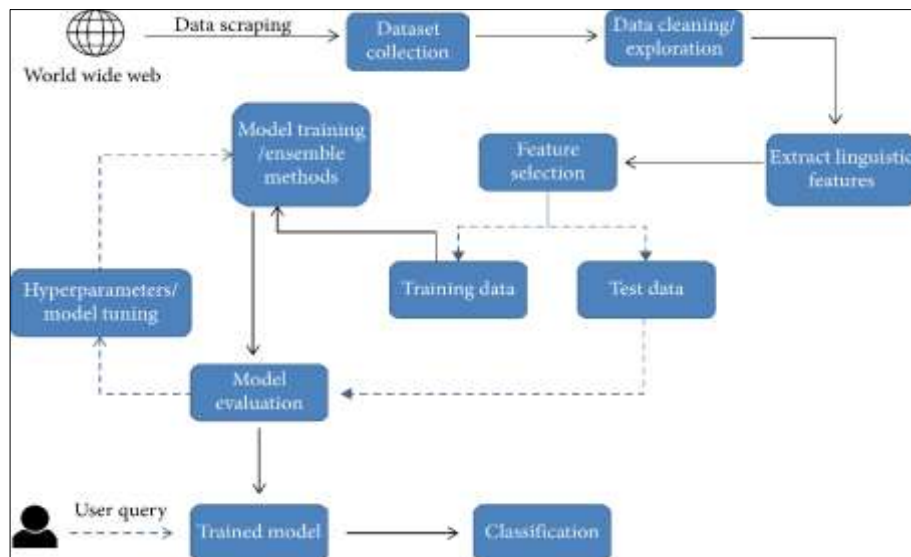 Data scraping
World wide web
Dataset
collection
Data cleaning/
exploration
Model training
/ensemble
methods
Feature
selection
Extract linguistic
features
Hyperparameters/
model tuning
Training data
Test data
Model
evaluation
User query
Trained model
Classification